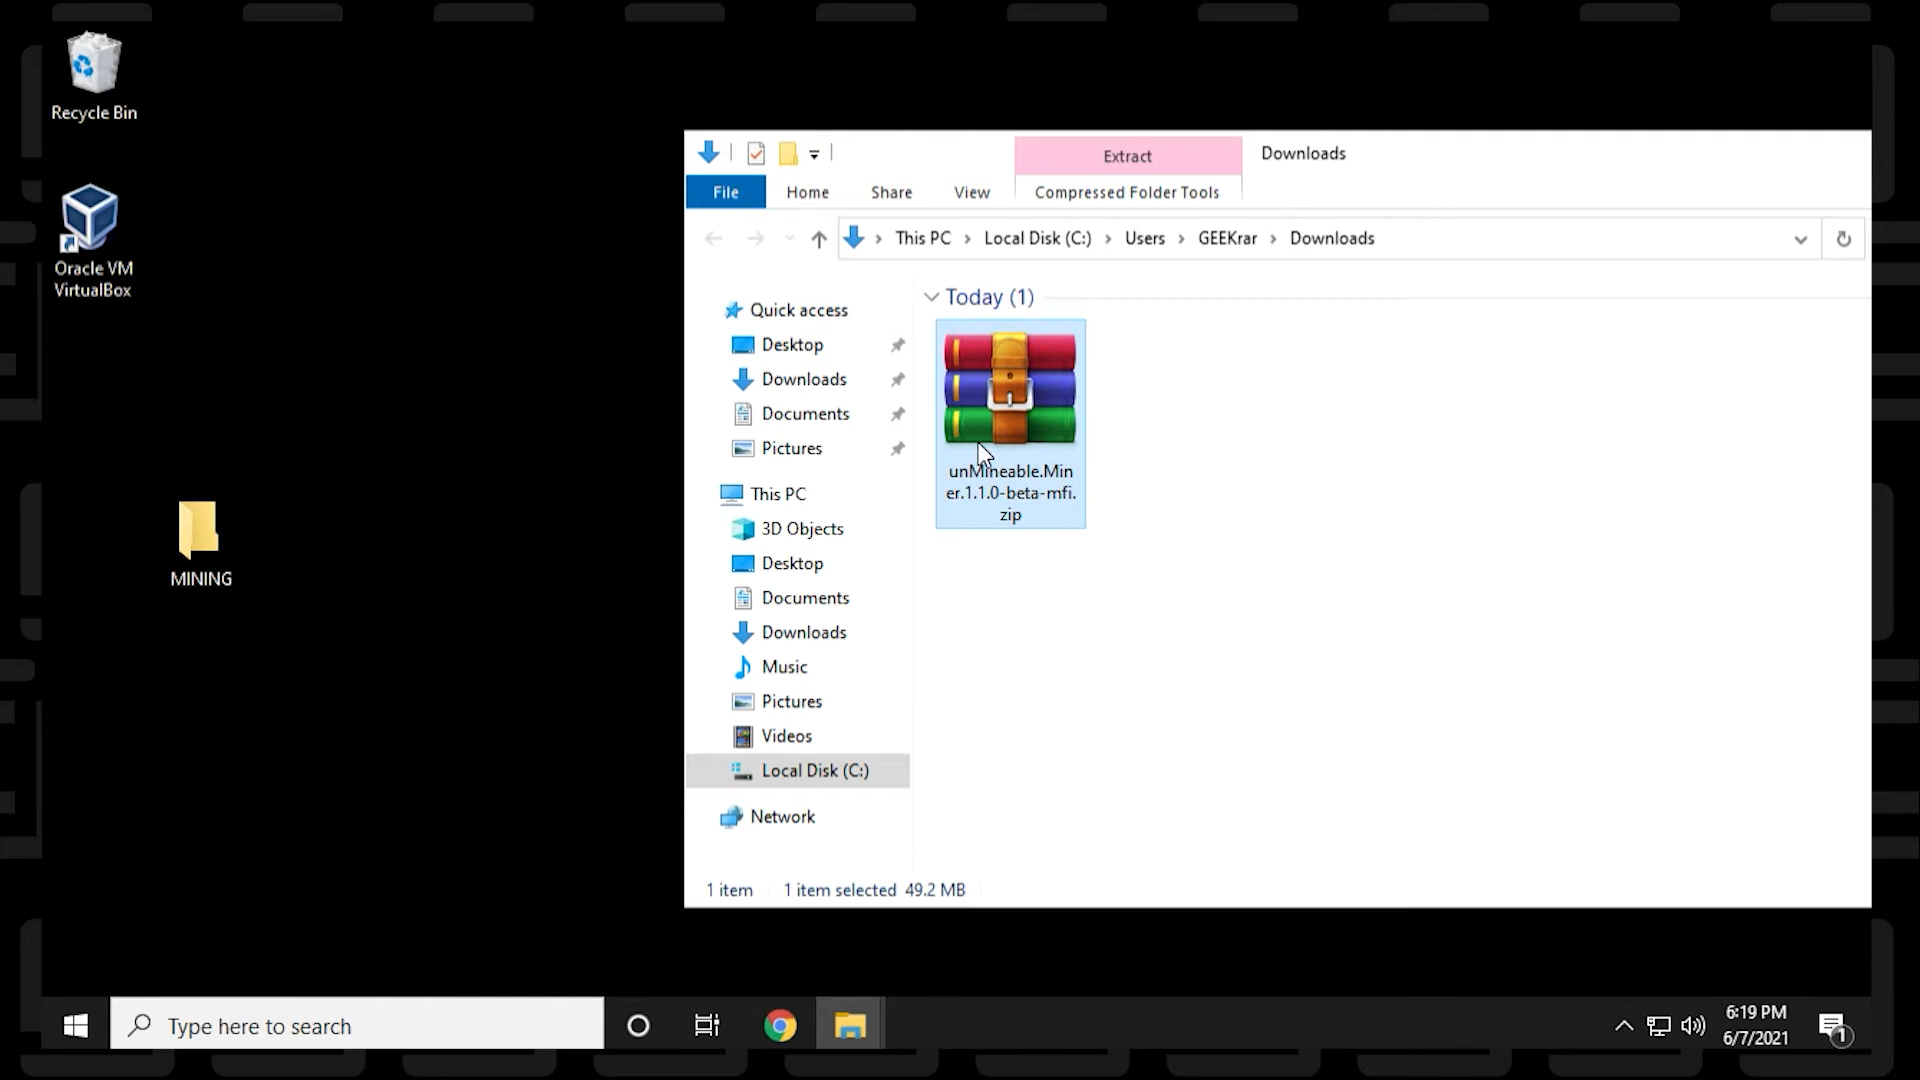 Recycle Bin
Oracle VM
VirtualBox
MINING
Extract
Downloads
File
Home
Share
View
Compressed Folder Tools
This PC
Local Disk (C:)
Users
GEEKrar
Downloads
Quick access
Desktop
Downloads
Documents
Pictures
This PC
3D Objects
Desktop
Documents
Downloads
Music
Pictures
Videos
Local Disk (C:)
Network
Today (1)
unMineable.Min
er.1.1.0-beta-mfi.
zip
1 item
1 item selected 49.2 MB
Type here to search
6:19 PM
6/7/2021
1